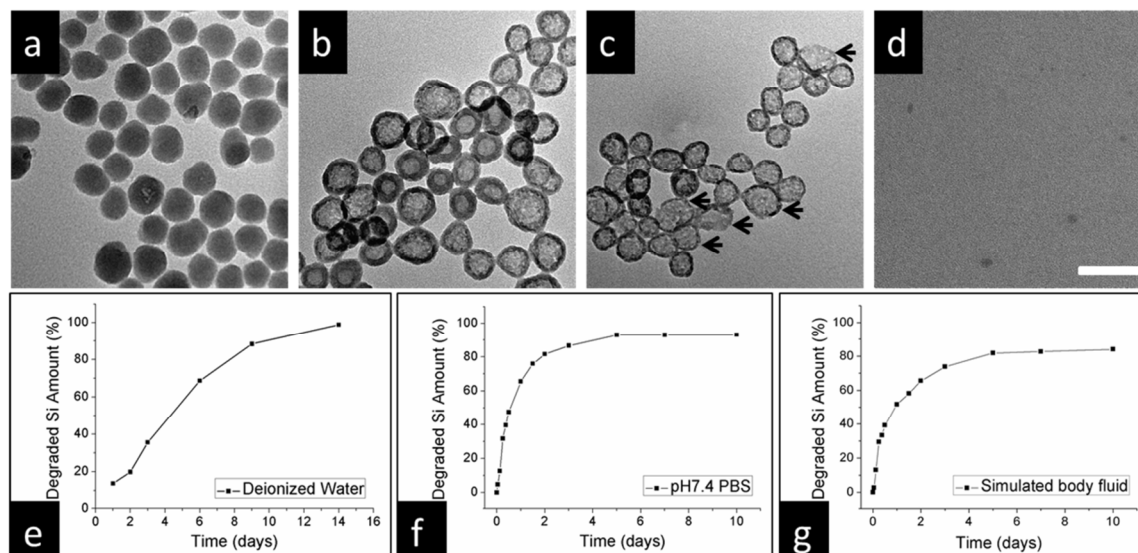 a
b
c
d
Degraded Si Amount (%)
100
80
60
40
20
0
Deionized Water
0 2 4 6 8 10 12 14 16
Time (days)
e
Degraded Si Amount (%)
100
80
60
40
20
0
pH7.4 PBS
0 2 4 6 8 10
Time (days)
f
Degraded Si Amount (%)
100
80
60
40
20
0
Simulated body fluid
0 2 4 6 8 10
Time (days)
g